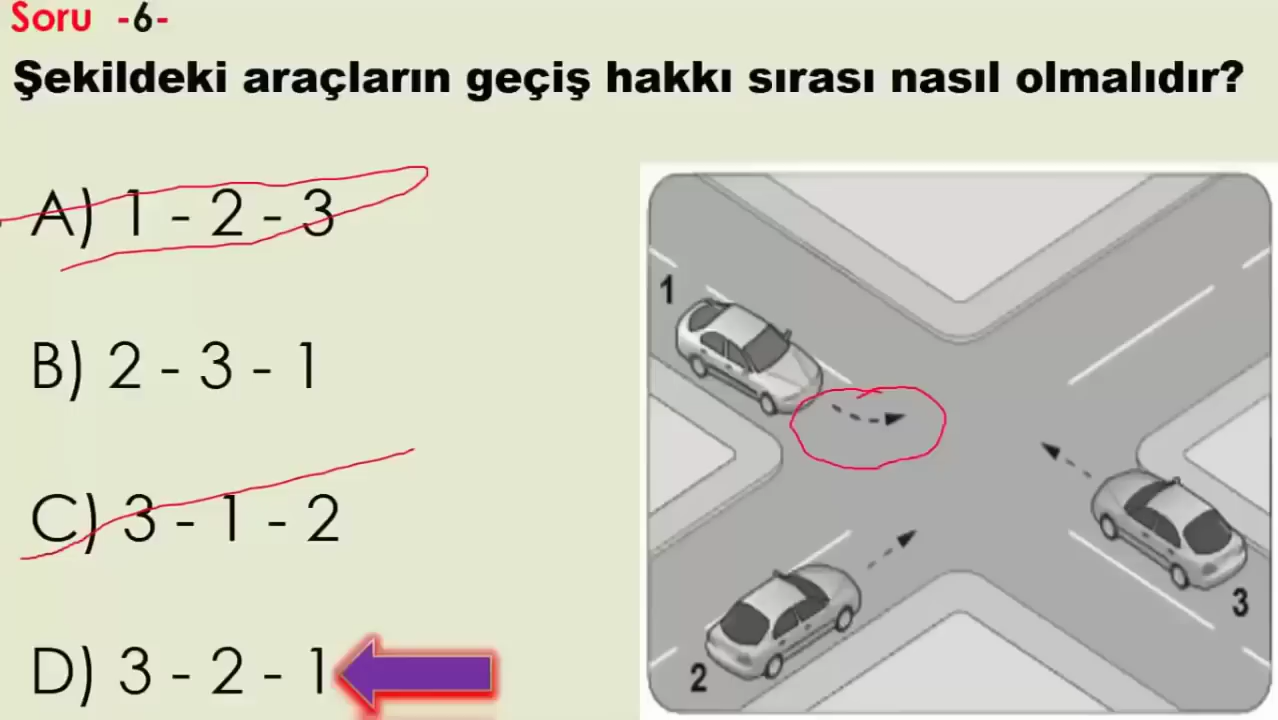 Soru -6-
Şekildeki araçların geçiş hakkı sırası nasıl olmalıdır?
A) 1 - 2 - 3
B) 2 - 3 - 1
C) 3 - 1 - 2
D) 3 - 2 - 1
1
2
3